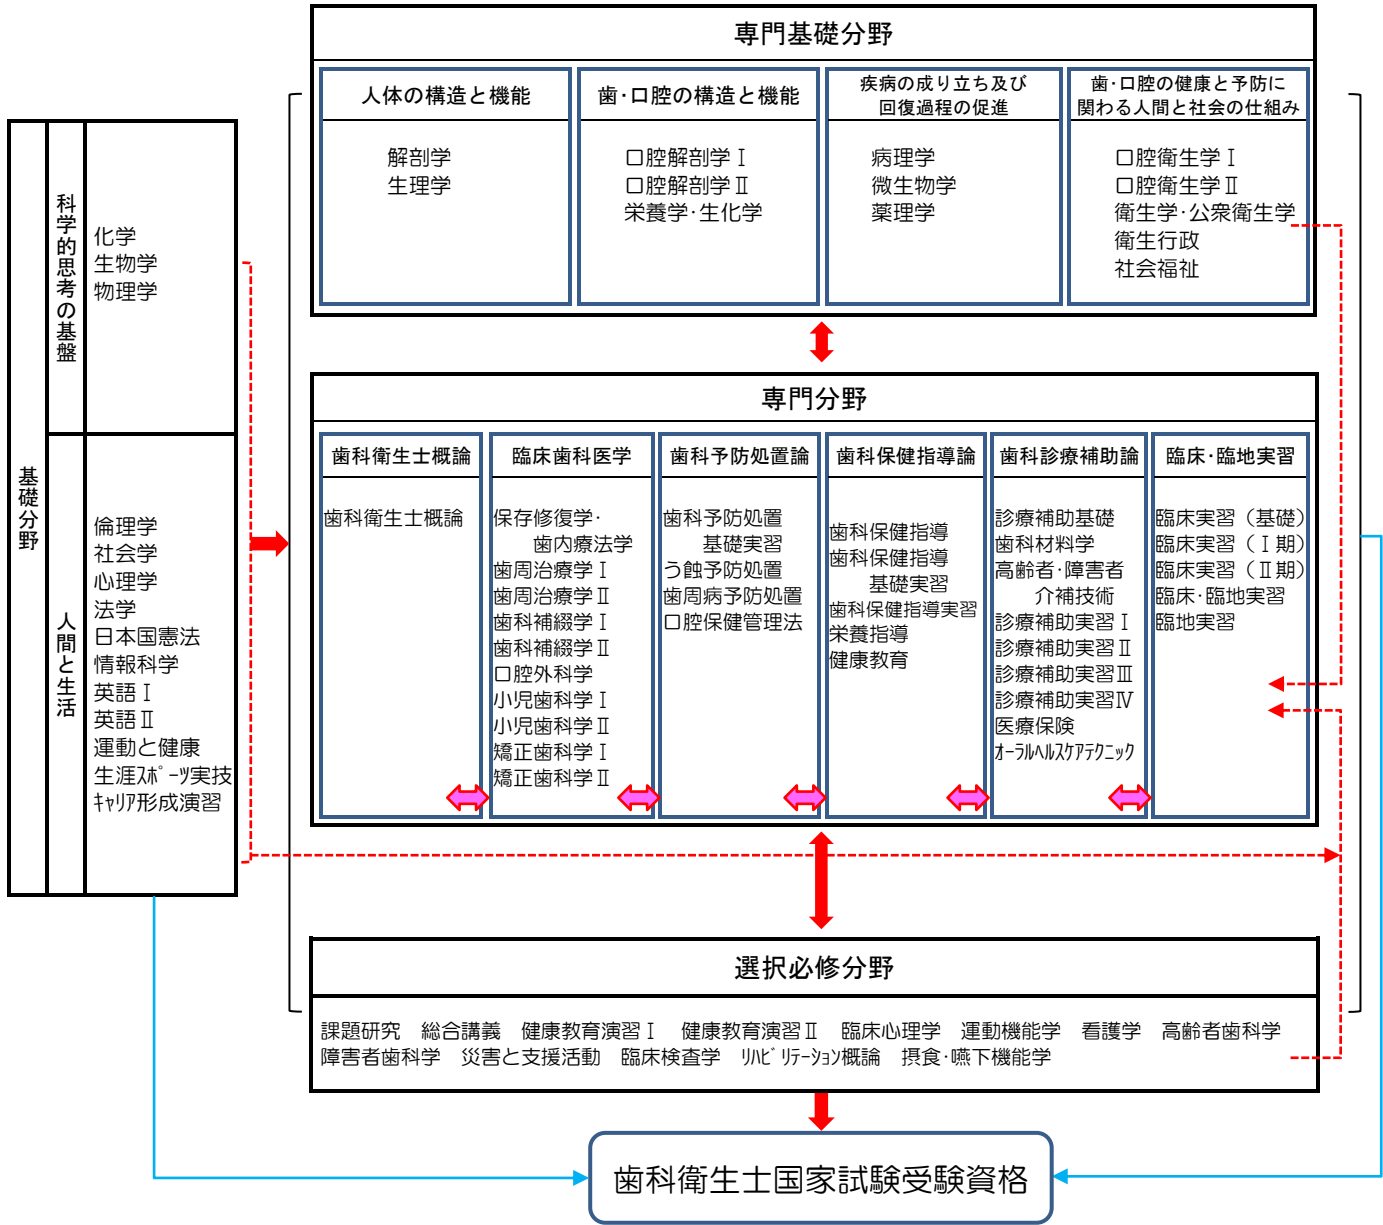 専門基礎分野
人体の構造と機能
解剖学
生理学
歯・口腔の構造と機能
口腔解剖学Ⅰ
口腔解剖学Ⅱ
栄養学・生化学
疾病の成り立ち及び
回復過程の促進
病理学
微生物学
薬理学
歯・口腔の健康と予防に
関わる人間と社会の仕組み
口腔衛生学Ⅰ
口腔衛生学Ⅱ
衛生学・公衆衛生学
衛生行政
社会福祉
基礎分野
科学的思考の基盤
化学
生物学
物理学
人間と生活
倫理学
社会学
心理学
法学
日本国憲法
情報科学
英語Ⅰ
英語Ⅱ
運動と健康
生涯ｽﾎﾟｰﾂ実技
ｷｬﾘｱ形成演習
専門分野
歯科衛生士概論
歯科衛生士概論
臨床歯科医学
保存修復学・
歯内療法学
歯周治療学Ⅰ
歯周治療学Ⅱ
歯科補綴学Ⅰ
歯科補綴学Ⅱ
口腔外科学
小児歯科学Ⅰ
小児歯科学Ⅱ
矯正歯科学Ⅰ
矯正歯科学Ⅱ
歯科予防処置論
歯科予防処置
基礎実習
う蝕予防処置
歯周病予防処置
口腔保健管理法
歯科保健指導論
歯科保健指導
歯科保健指導
基礎実習
歯科保健指導実習
栄養指導
健康教育
歯科診療補助論
診療補助基礎
歯科材料学
高齢者・障害者
介補技術
診療補助実習Ⅰ
診療補助実習Ⅱ
診療補助実習Ⅲ
診療補助実習Ⅳ
医療保険
ｵｰﾗﾙﾍﾙｽｹｱﾃｸﾆｯｸ
臨床・臨地実習
臨床実習（基礎）
臨床実習（Ⅰ期）
臨床実習（Ⅱ期）
臨床・臨地実習
臨地実習
選択必修分野
課題研究　総合講義　健康教育演習Ⅰ　健康教育演習Ⅱ　臨床心理学　運動機能学　看護学　高齢者歯科学
障害者歯科学　災害と支援活動　臨床検査学　ﾘﾊﾋﾞﾘﾃｰｼｮﾝ概論　摂食・嚥下機能学
歯科衛生士国家試験受験資格